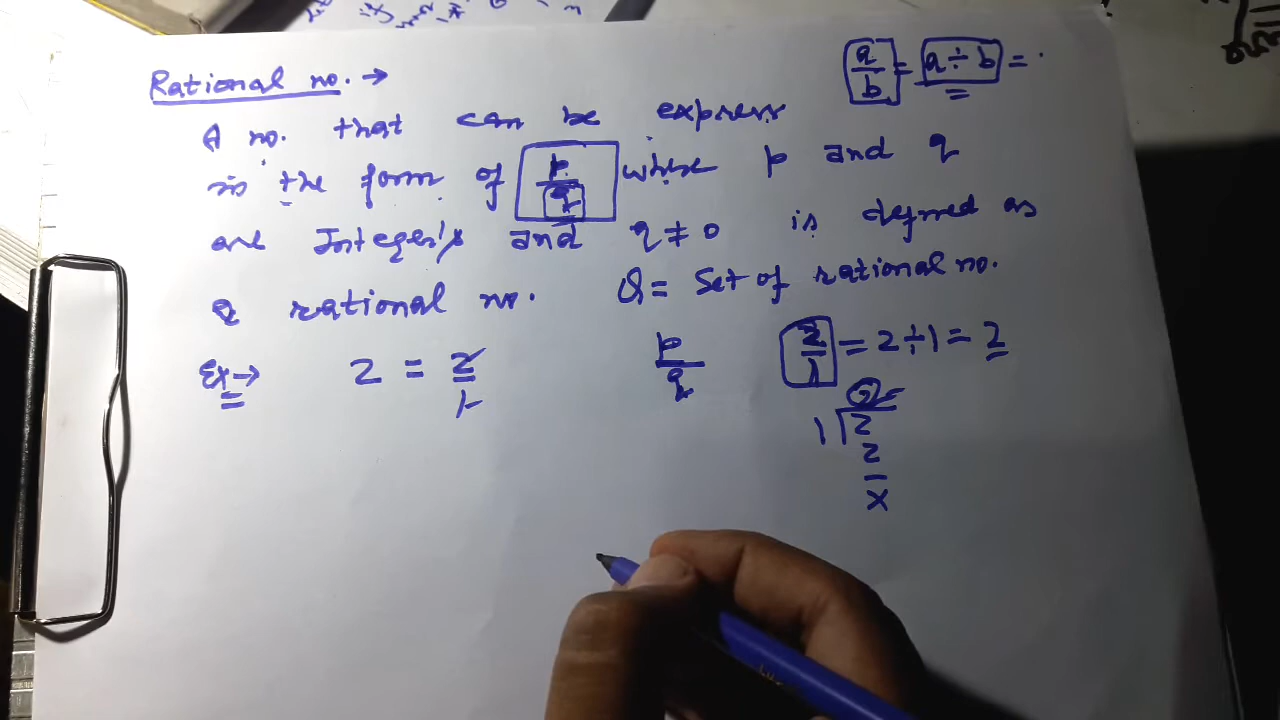 Rational no. →
a/b = a ÷ b = .
A no. that can be express
in the form of p/q where p and q
are Integer's and q ≠ 0 is defined as
a rational no. Q = Set of rational no.
Ex → 2 = 2/1
p/q
2/1 = 2 ÷ 1 = 2
2
1 2
2
x